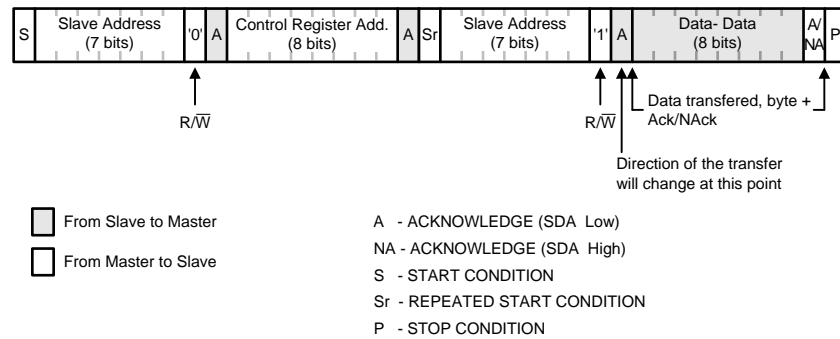 S Slave Address (7 bits) '0' A Control Register Add. (8 bits) A Sr Slave Address (7 bits) '1' A Data- Data (8 bits) A/ NA P
R/W̅ R/W̅
Data transferred, byte +
Ack/NAck
Direction of the transfer
will change at this point
From Slave to Master
From Master to Slave
A - ACKNOWLEDGE (SDA Low)
NA - ACKNOWLEDGE (SDA High)
S - START CONDITION
Sr - REPEATED START CONDITION
P - STOP CONDITION